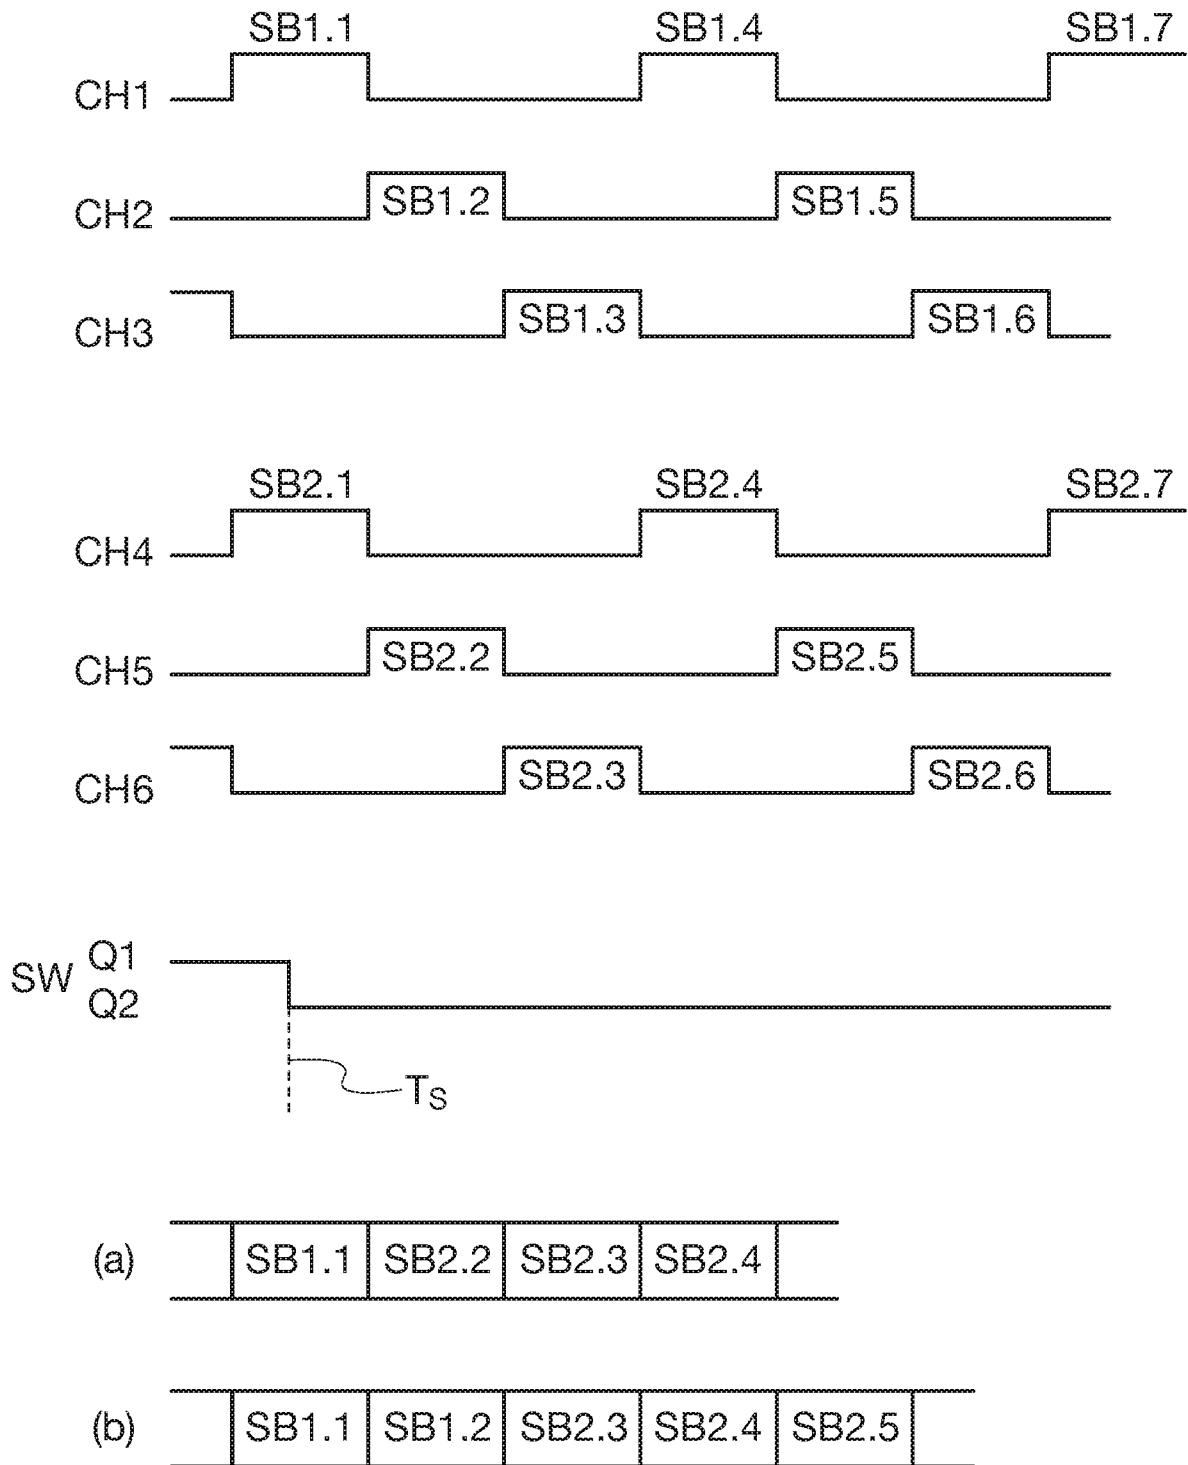 SB1.1 SB1.4 SB1.7
CH1
CH2 SB1.2 SB1.5
CH3 SB1.3 SB1.6
SB2.1 SB2.4 SB2.7
CH4
CH5 SB2.2 SB2.5
CH6 SB2.3 SB2.6
SW Q1
Q2
TS
(a) SB1.1 SB2.2 SB2.3 SB2.4
(b) SB1.1 SB1.2 SB2.3 SB2.4 SB2.5